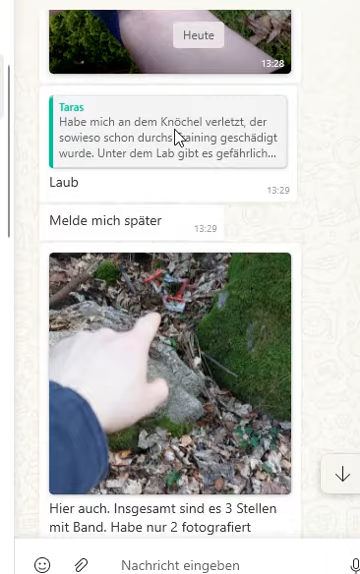 Heute
13:28
Taras
Habe mich an dem Knöchel verletzt, der
sowieso schon durchs Training geschädigt
wurde. Unter dem Lab gibt es gefährlich...
Laub
13:29
Melde mich später
13:29
Hier auch. Insgesamt sind es 3 Stellen
mit Band. Habe nur 2 fotografiert
Nachricht eingeben